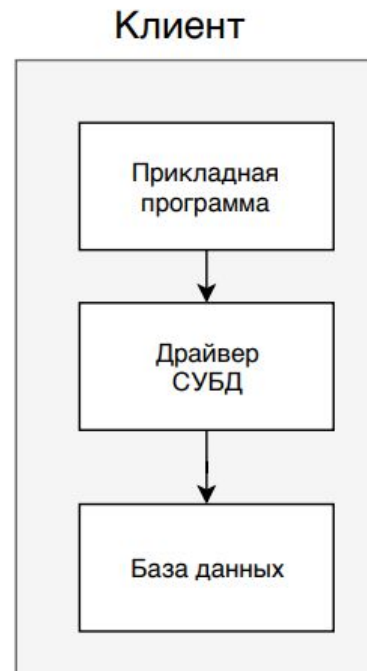 Клиент
Прикладная
программа
Драйвер
СУБД
База данных